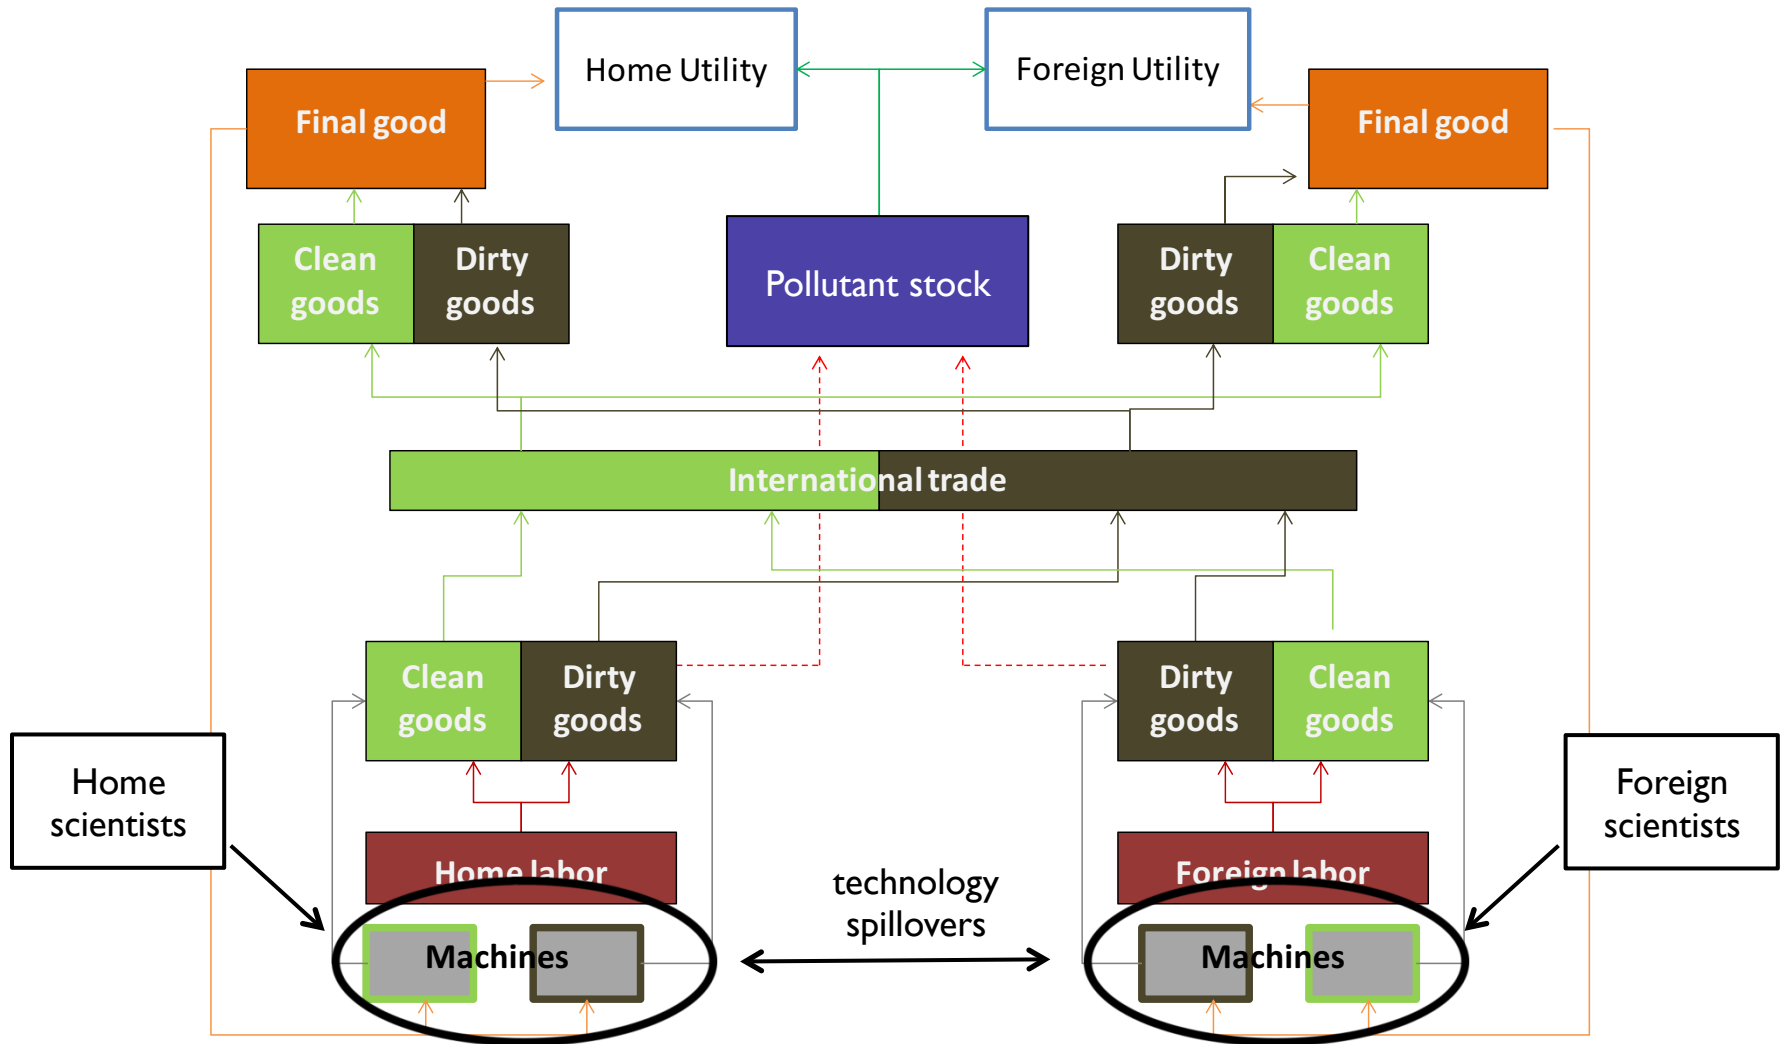 Home Utility
Foreign Utility
Final good
Final good
Clean
goods
Dirty
goods
Pollutant stock
Dirty
goods
Clean
goods
International trade
Clean
goods
Dirty
goods
Dirty
goods
Clean
goods
Home
scientists
Foreign
scientists
Home labor
Foreign labor
technology
spillovers
Machines
Machines